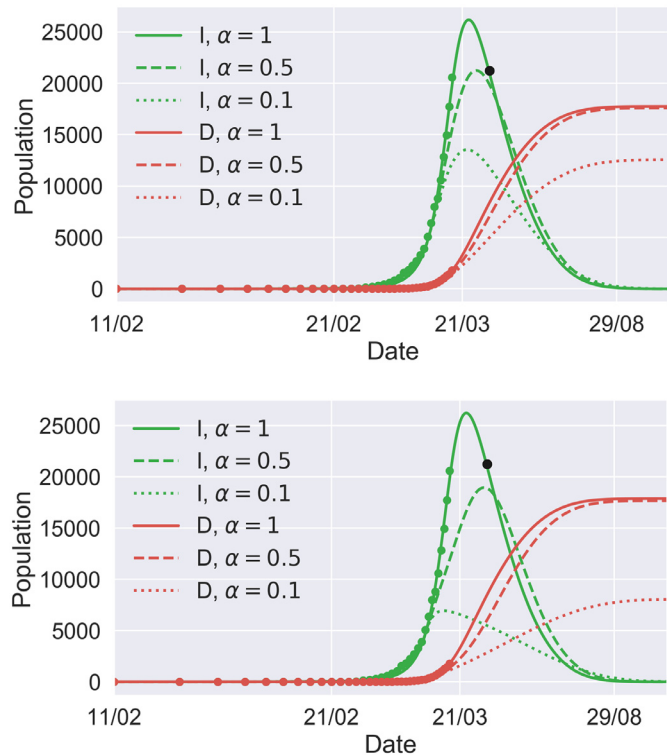 25000
20000
15000
10000
5000
0
Population
I, α = 1
I, α = 0.5
I, α = 0.1
D, α = 1
D, α = 0.5
D, α = 0.1
11/02 21/02 21/03 29/08
Date
25000
20000
15000
10000
5000
0
Population
I, α = 1
I, α = 0.5
I, α = 0.1
D, α = 1
D, α = 0.5
D, α = 0.1
11/02 21/02 21/03 29/08
Date